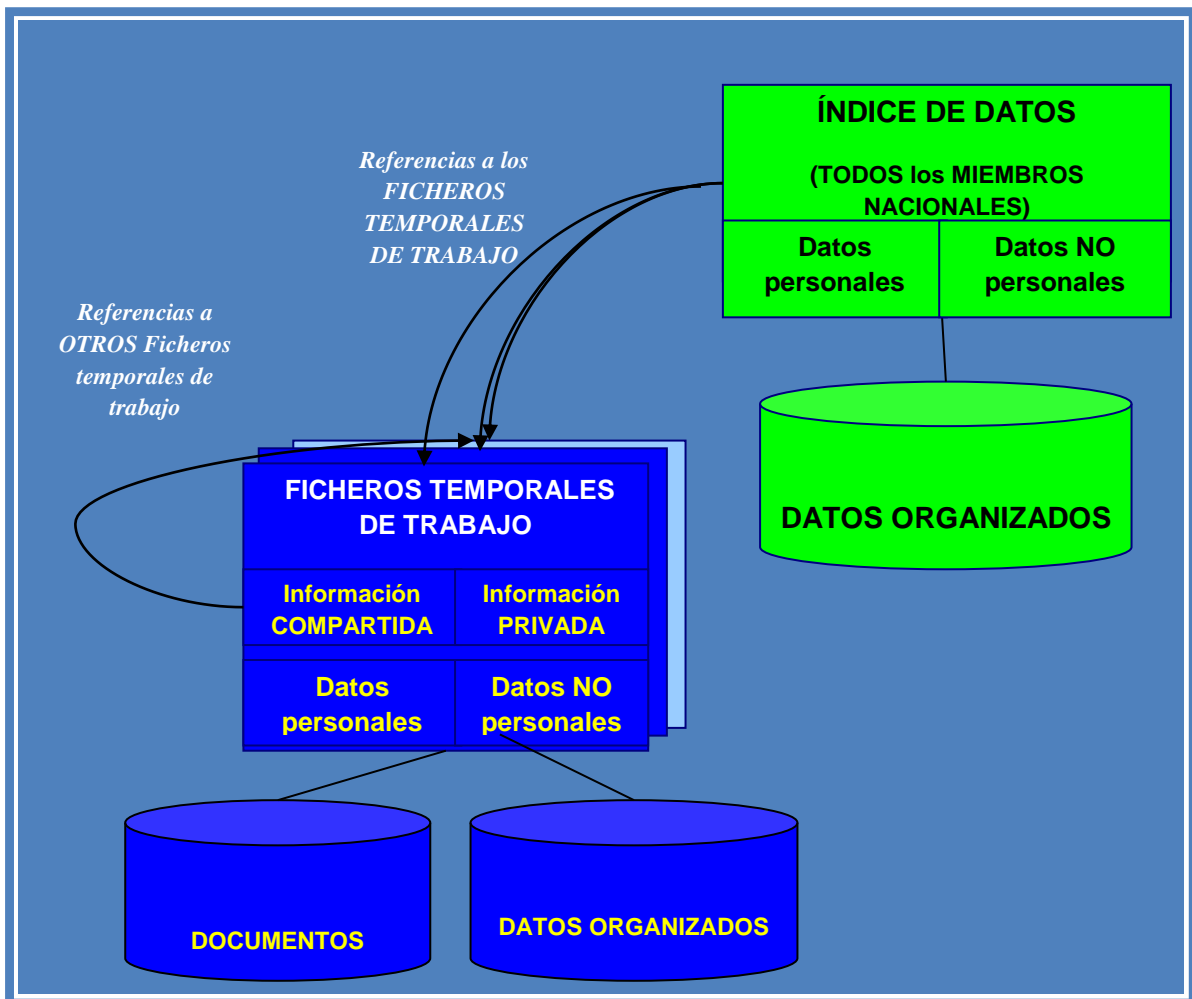 ÍNDICE DE DATOS
(TODOS los MIEMBROS
NACIONALES)
Datos
personales
Datos NO
personales
Referencias a los
FICHEROS
TEMPORALES
DE TRABAJO
Referencias a
OTROS Ficheros
temporales de
trabajo
DATOS ORGANIZADOS
FICHEROS TEMPORALES
DE TRABAJO
Información
COMPARTIDA
Información
PRIVADA
Datos
personales
Datos NO
personales
DOCUMENTOS
DATOS ORGANIZADOS